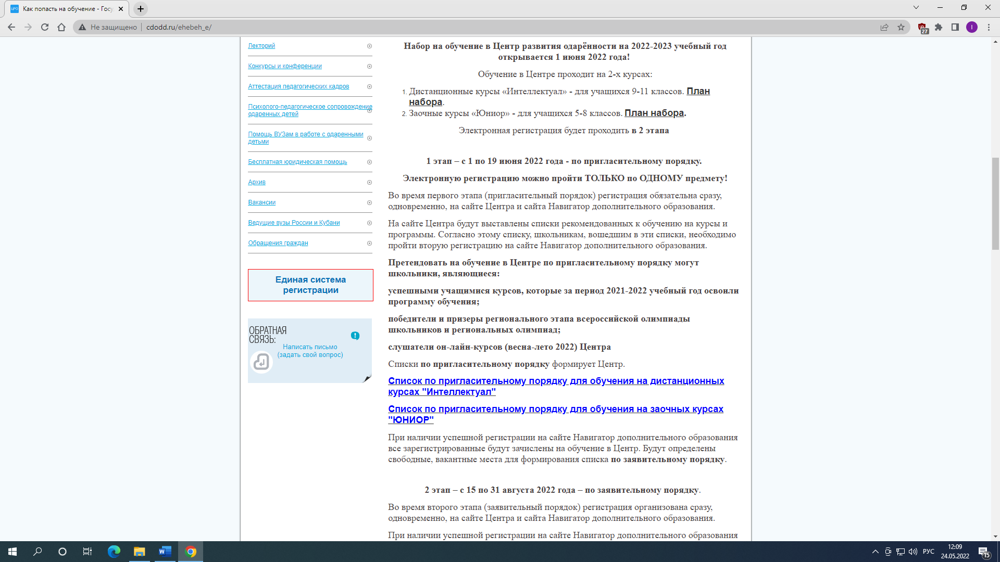 Как попасть на обучение - Госу
Не защищено
cdodd.ru/ehebeh_e/
27
I
Лекторий
Конкурсы и конференции
Аттестация педагогических кадров
Психолого-педагогическое сопровождение
одаренных детей
Помощь ВУЗам в работе с одаренными
детьми
Бесплатная юридическая помощь
Архив
Вакансии
Ведущие вузы России и Кубани
Обращения граждан
Единая система
регистрации
ОБРАТНАЯ
СВЯЗЬ:
Написать письмо
(задать свой вопрос)
Набор на обучение в Центр развития одарённости на 2022-2023 учебный год
открывается 1 июня 2022 года!
Обучение в Центре проходит на 2-х курсах:
1. Дистанционные курсы «Интеллектуал» - для учащихся 9-11 классов. План
набора.
2. Заочные курсы «Юниор» - для учащихся 5-8 классов. План набора.
Электронная регистрация будет проходить в 2 этапа
1 этап – с 1 по 19 июня 2022 года - по пригласительному порядку.
Электронную регистрацию можно пройти ТОЛЬКО по ОДНОМУ предмету!
Во время первого этапа (пригласительный порядок) регистрация обязательна сразу,
одновременно, на сайте Центра и сайта Навигатор дополнительного образования.
На сайте Центра будут выставлены списки рекомендованных к обучению на курсы и
программы. Согласно этому списку, школьникам, вошедшим в эти списки, необходимо
пройти вторую регистрацию на сайте Навигатор дополнительного образования.
Претендовать на обучение в Центре по пригласительному порядку могут
школьники, являющиеся:
успешными учащимися курсов, которые за период 2021-2022 учебный год освоили
программу обучения;
победители и призеры регионального этапа всероссийской олимпиады
школьников и региональных олимпиад;
слушатели он-лайн-курсов (весна-лето 2022) Центра
Списки по пригласительному порядку формирует Центр.
Список по пригласительному порядку для обучения на дистанционных
курсах "Интеллектуал"
Список по пригласительному порядку для обучения на заочных курсах
"ЮНИОР"
При наличии успешной регистрации на сайте Навигатор дополнительного образования
все зарегистрированные будут зачислены на обучение в Центр. Будут определены
свободные, вакантные места для формирования списка по заявительному порядку.
2 этап – с 15 по 31 августа 2022 года – по заявительному порядку.
Во время второго этапа (заявительный порядок) регистрация организована сразу,
одновременно, на сайте Центра и сайта Навигатор дополнительного образования.
При наличии успешной регистрации на сайте Навигатор дополнительного образования
РУС
12:09
24.05.2022
15